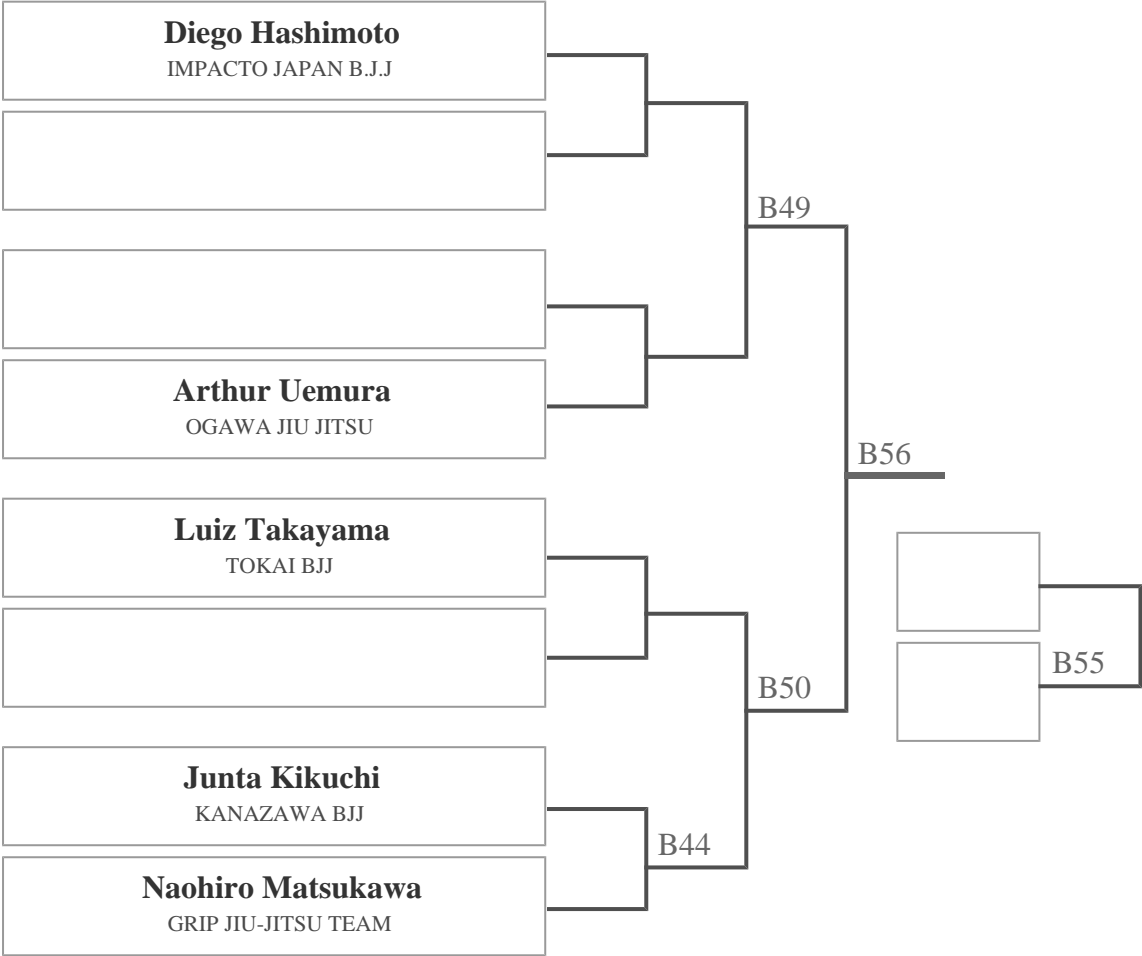 Diego Hashimoto
IMPACTO JAPAN B.J.J
B49
Arthur Uemura
OGAWA JIU JITSU
B56
Luiz Takayama
TOKAI BJJ
B55
B50
Junta Kikuchi
KANAZAWA BJJ
B44
Naohiro Matsukawa
GRIP JIU-JITSU TEAM